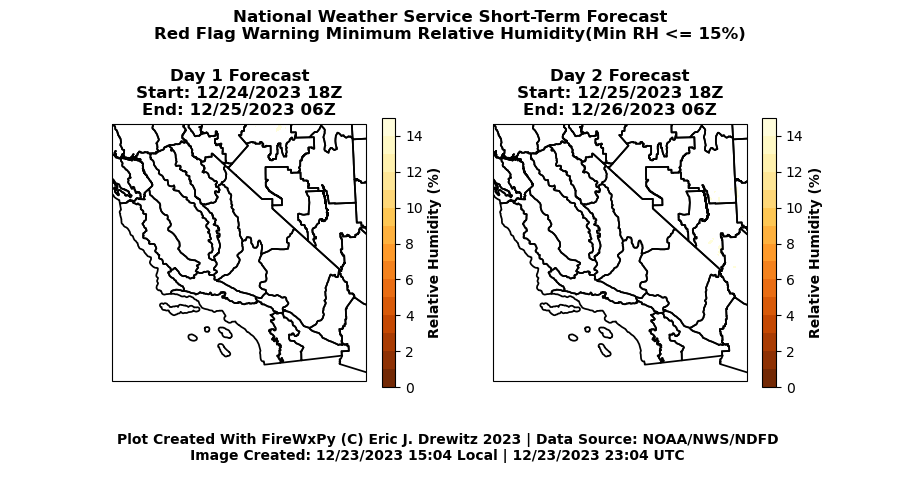 National Weather Service Short-Term Forecast
Red Flag Warning Minimum Relative Humidity(Min RH <= 15%)
Day 1 Forecast
Start: 12/24/2023 18Z
End: 12/25/2023 06Z
14
12
10
8
6
4
2
0
Relative Humidity (%)
Day 2 Forecast
Start: 12/25/2023 18Z
End: 12/26/2023 06Z
14
12
10
8
6
4
2
0
Relative Humidity (%)
Plot Created With FireWxPy (C) Eric J. Drewitz 2023 | Data Source: NOAA/NWS/NDFD
Image Created: 12/23/2023 15:04 Local | 12/23/2023 23:04 UTC